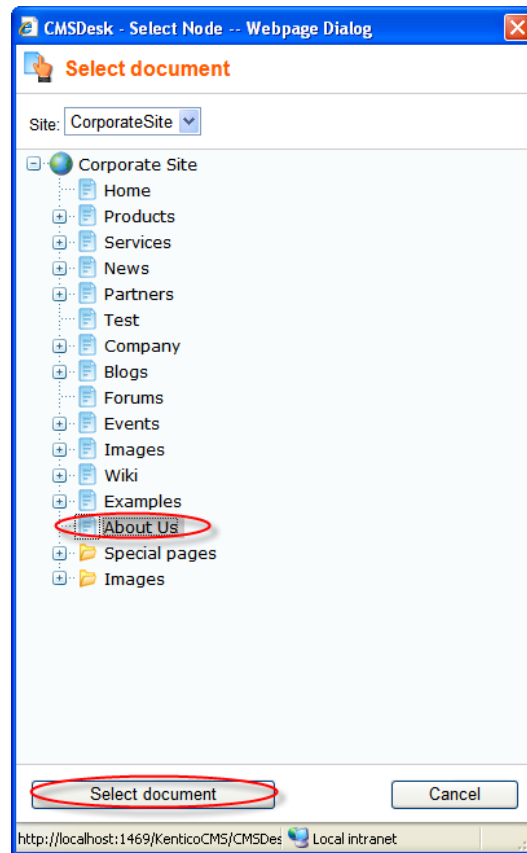 CMSDesk - Select Node -- Webpage Dialog
Select document
Site: CorporateSite
Corporate Site
Home
Products
Services
News
Partners
Test
Company
Blogs
Forums
Events
Images
Wiki
Examples
About Us
Special pages
Images
Select document Cancel
http://localhost:1469/KenticoCMS/CMSDes Local intranet